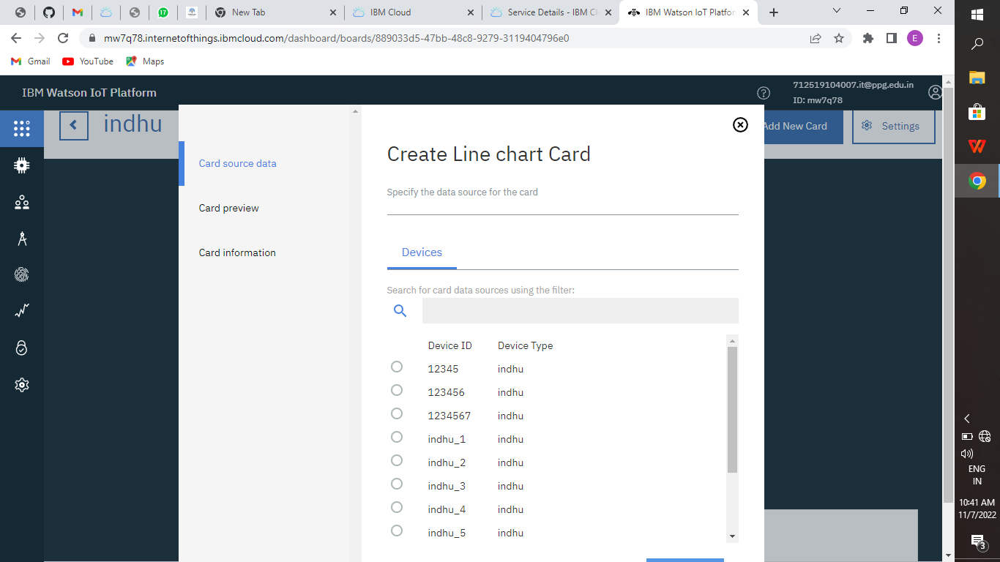 17
New Tab
IBM Cloud
Service Details - IBM Cl
IBM Watson IoT Platfor
mw7q78.internetofthings.ibmcloud.com/dashboard/boards/889033d5-47bb-48c8-9279-3119404796e0
E
Gmail
YouTube
Maps
IBM Watson IoT Platform
712519104007.it@ppg.edu.in
ID: mw7q78
indhu
Add New Card
Settings
Card source data
Card preview
Card information
Create Line chart Card
Specify the data source for the card
Devices
Search for card data sources using the filter:
Device ID Device Type
12345 indhu
123456 indhu
1234567 indhu
indhu_1 indhu
indhu_2 indhu
indhu_3 indhu
indhu_4 indhu
indhu_5 indhu
ENG
IN
10:41 AM
11/7/2022
3